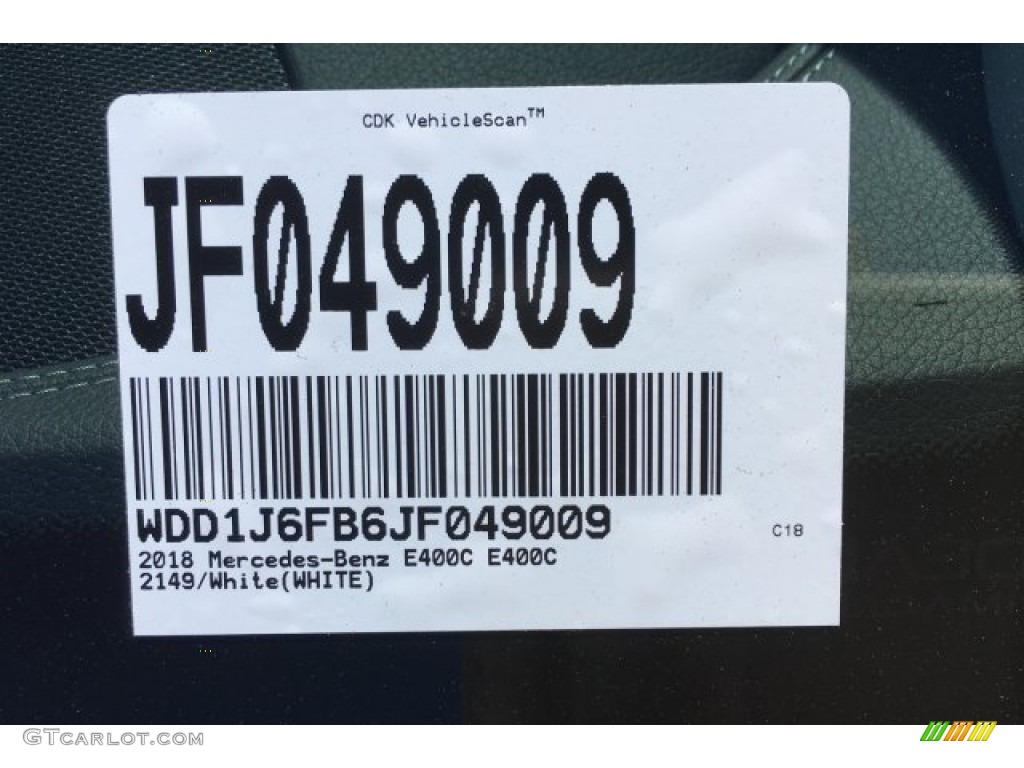 CDK VehicleScan™
JF049009
WDD1J6FB6JF049009
C18
2018 Mercedes-Benz E400C E400C
2149/White(WHITE)
GTCARLOT.COM